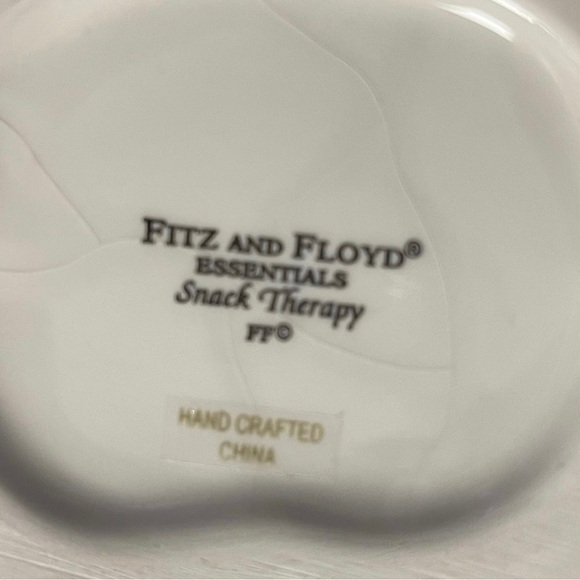 FITZ AND FLOYD®
ESSENTIALS
Snack Therapy
FF©
HAND CRAFTED
CHINA